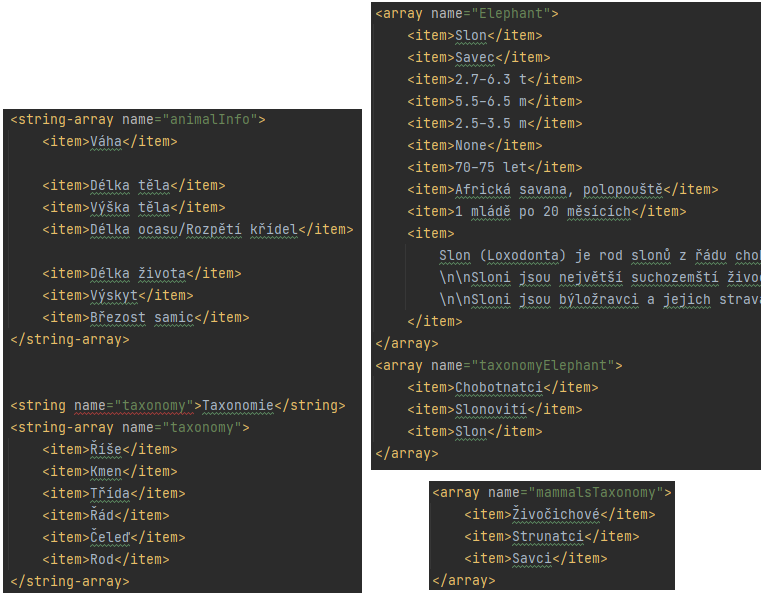 <string-array name="animalInfo">
<item>Váha</item>
<item>Délka těla</item>
<item>Výška těla</item>
<item>Délka ocasu/Rozpětí křídel</item>
<item>Délka života</item>
<item>Výskyt</item>
<item>Březost samic</item>
</string-array>
<string name="taxonomy">Taxonomie</string>
<string-array name="taxonomy">
<item>Říše</item>
<item>Kmen</item>
<item>Třída</item>
<item>Řád</item>
<item>Čeleď</item>
<item>Rod</item>
</string-array>
<array name="Elephant">
<item>Slon</item>
<item>Savec</item>
<item>2.7–6.3 t</item>
<item>5.5–6.5 m</item>
<item>2.5–3.5 m</item>
<item>None</item>
<item>70–75 let</item>
<item>Africká savana, polopouště</item>
<item>1 mládě po 20 měsících</item>
<item>
Slon (Loxodonta) je rod slonů z řádu
\n\nSloni jsou největší suchozemští
\n\nSloni jsou býložravci a jejich
</item>
</array>
<array name="taxonomyElephant">
<item>Chobotnatci</item>
<item>Slonovití</item>
<item>Slon</item>
</array>
<array name="mammalsTaxonomy">
<item>Živočichové</item>
<item>Strunatci</item>
<item>Savci</item>
</array>